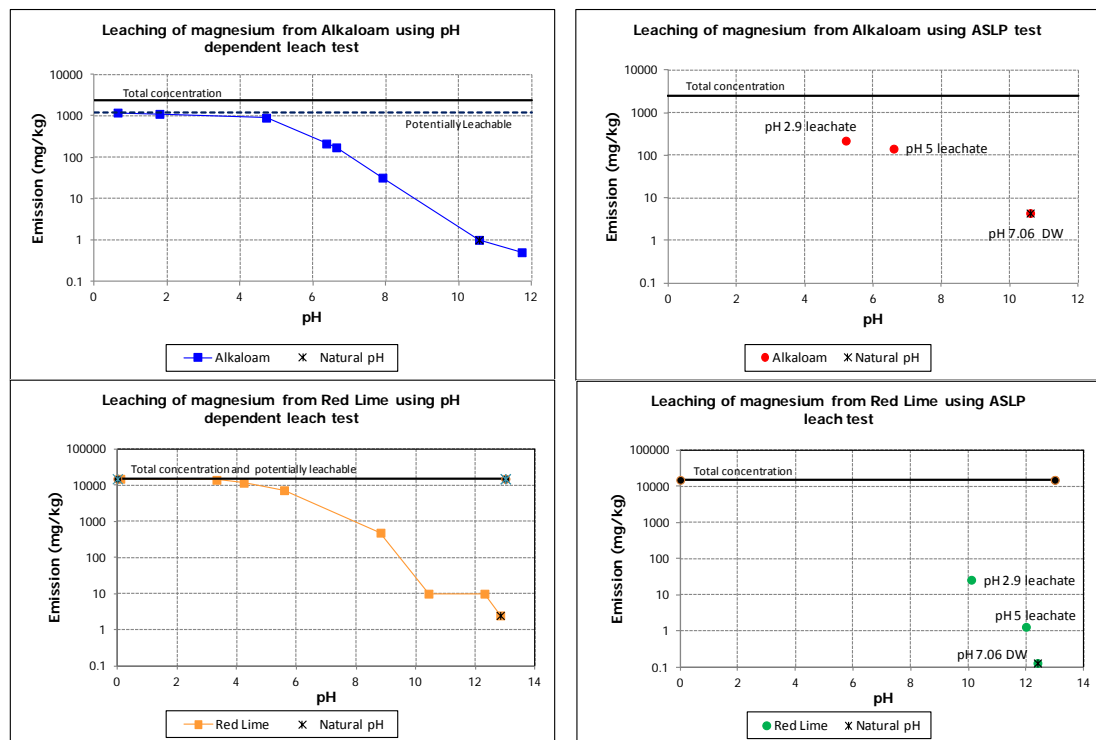 Leaching of magnesium from Alkaloam using pH
dependent leach test
10000
1000
100
10
1
0.1
Total concentration
Potentially Leachable
Emission (mg/kg)
0 2 4 6 8 10 12
pH
Alkaloam Natural pH
Leaching of magnesium from Alkaloam using ASLP test
10000
1000
100
10
1
0.1
Total concentration
pH 2.9 leachate
pH 5 leachate
pH 7.06 DW
Emission (mg/kg)
0 2 4 6 8 10 12
pH
Alkaloam Natural pH
Leaching of magnesium from Red Lime using pH
dependent leach test
100000
10000
1000
100
10
1
0.1
Total concentration and potentially leachable
Emission (mg/kg)
0 2 4 6 8 10 12 14
pH
Red Lime Natural pH
Leaching of magnesium from Red Lime using ASLP
leach test
100000
10000
1000
100
10
1
0.1
Total concentration
pH 2.9 leachate
pH 5 leachate
pH 7.06 DW
Emission (mg/kg)
0 2 4 6 8 10 12 14
pH
Red Lime Natural pH